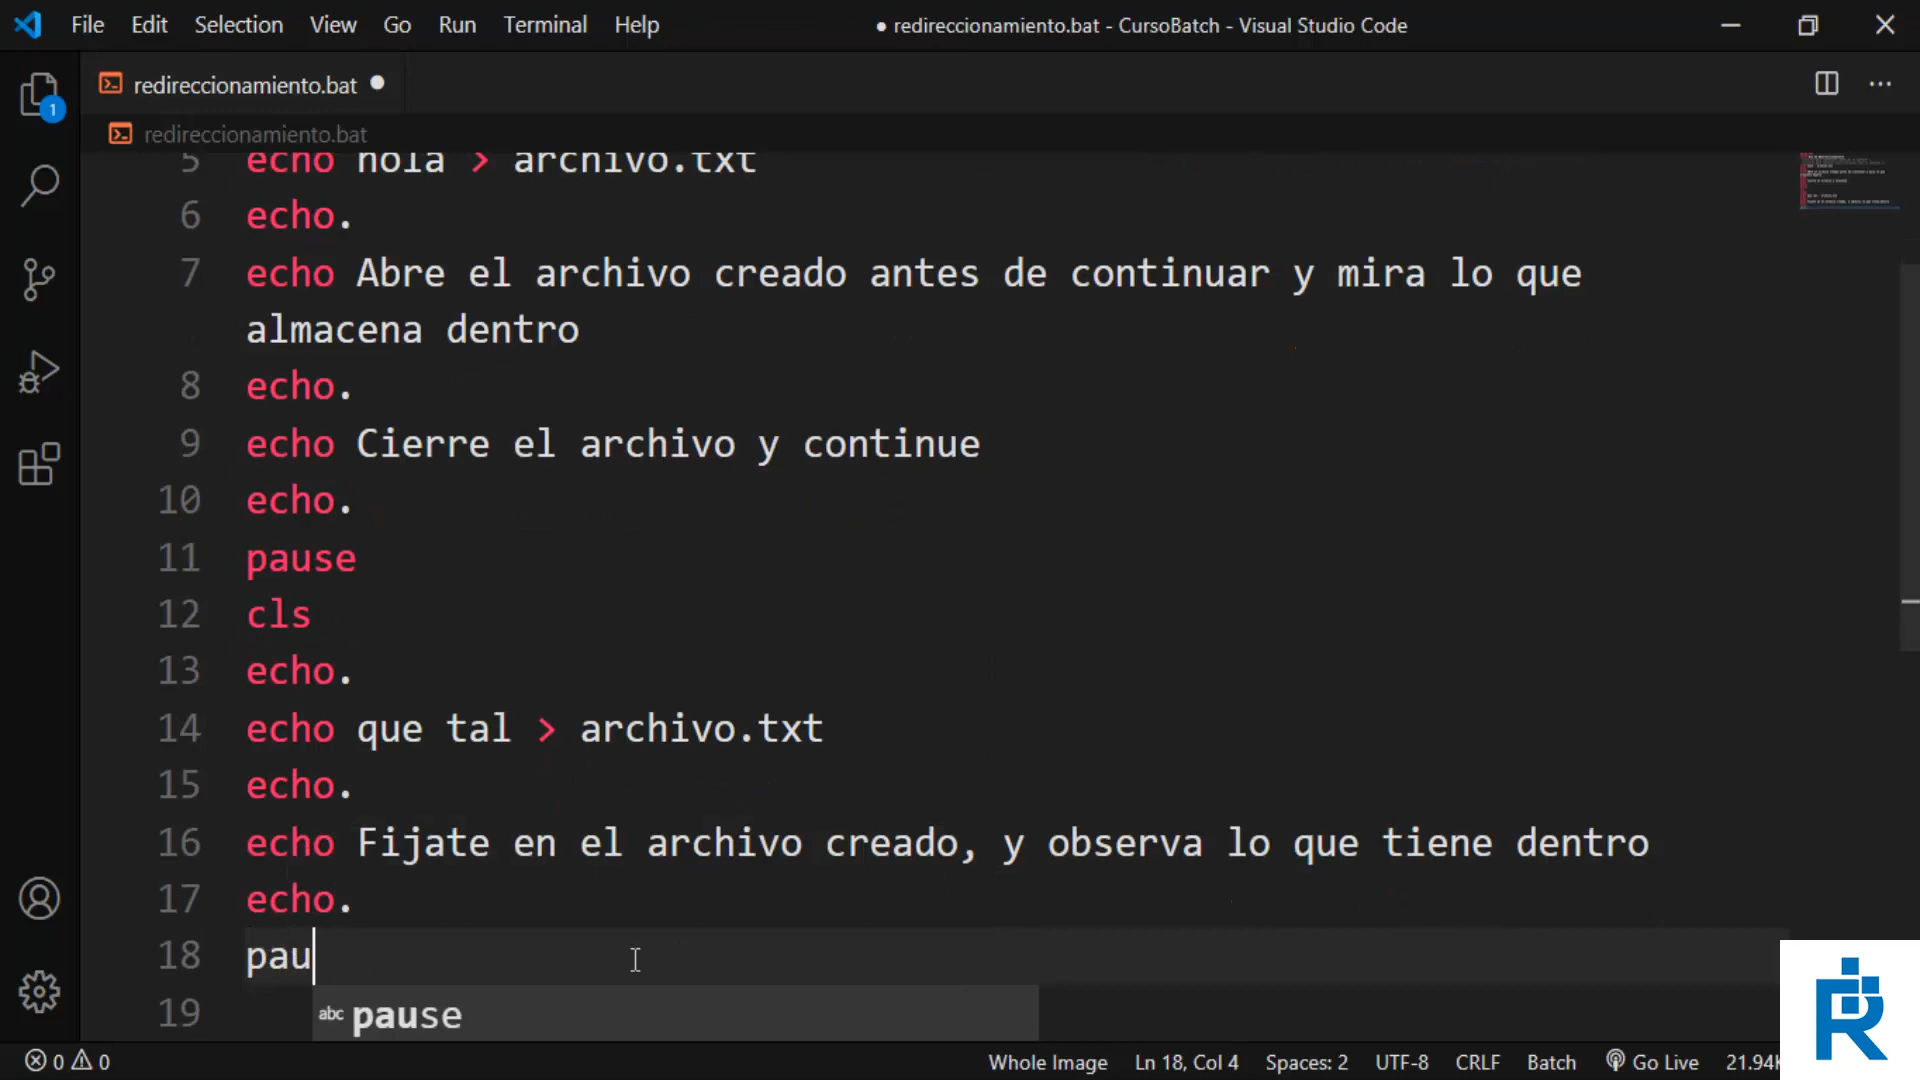 File Edit Selection View Go Run Terminal Help ● redireccionamiento.bat - CursoBatch - Visual Studio Code
redireccionamiento.bat
1
redireccionamiento.bat
5 echo hola > archivo.txt
6 echo.
7 echo Abre el archivo creado antes de continuar y mira lo que
almacena dentro
8 echo.
9 echo Cierre el archivo y continue
10 echo.
11 pause
12 cls
13 echo.
14 echo que tal > archivo.txt
15 echo.
16 echo Fijate en el archivo creado, y observa lo que tiene dentro
17 echo.
18 pau
19 abc pause
0 0 Whole Image Ln 18, Col 4 Spaces: 2 UTF-8 CRLF Batch Go Live